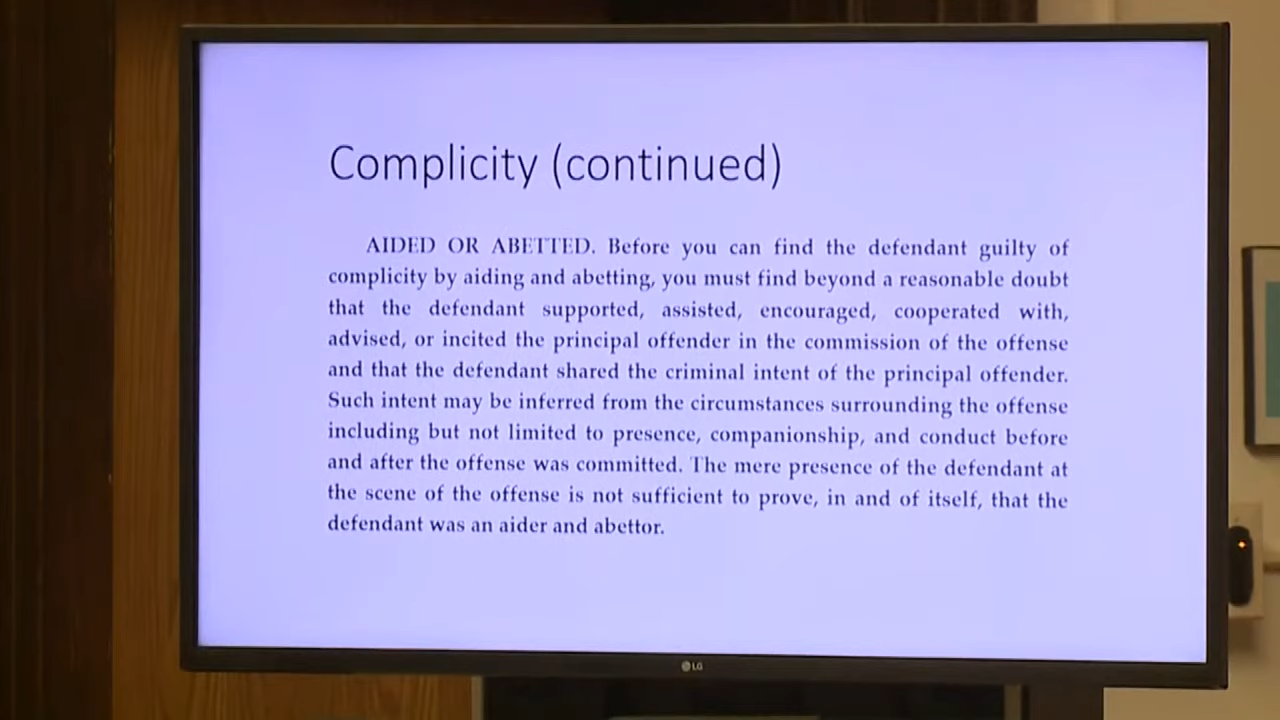 Complicity (continued)
AIDED OR ABETTED. Before you can find the defendant guilty of
complicity by aiding and abetting, you must find beyond a reasonable doubt
that the defendant supported, assisted, encouraged, cooperated with,
advised, or incited the principal offender in the commission of the offense
and that the defendant shared the criminal intent of the principal offender.
Such intent may be inferred from the circumstances surrounding the offense
including but not limited to presence, companionship, and conduct before
and after the offense was committed. The mere presence of the defendant at
the scene of the offense is not sufficient to prove, in and of itself, that the
defendant was an aider and abettor.
LG